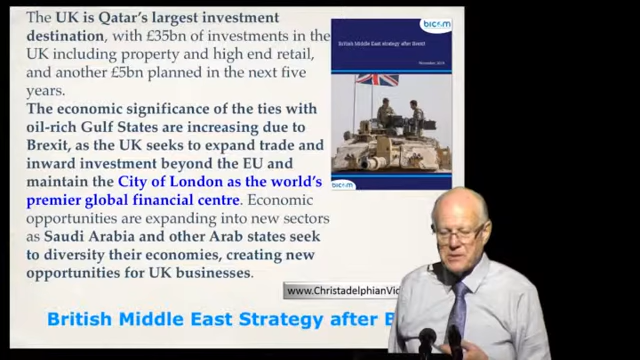 The UK is Qatar's largest investment
destination, with £35bn of investments in the
UK including property and high end retail,
and another £5bn planned in the next five
years.
The economic significance of the ties with
oil-rich Gulf States are increasing due to
Brexit, as the UK seeks to expand trade and
inward investment beyond the EU and
maintain the City of London as the world's
premier global financial centre. Economic
opportunities are expanding into new sectors
as Saudi Arabia and other Arab states seek
to diversity their economies, creating new
opportunities for UK businesses.
bicom
British Middle East strategy after Brexit
bicom
www.ChristadelphianVid
British Middle East Strategy after B